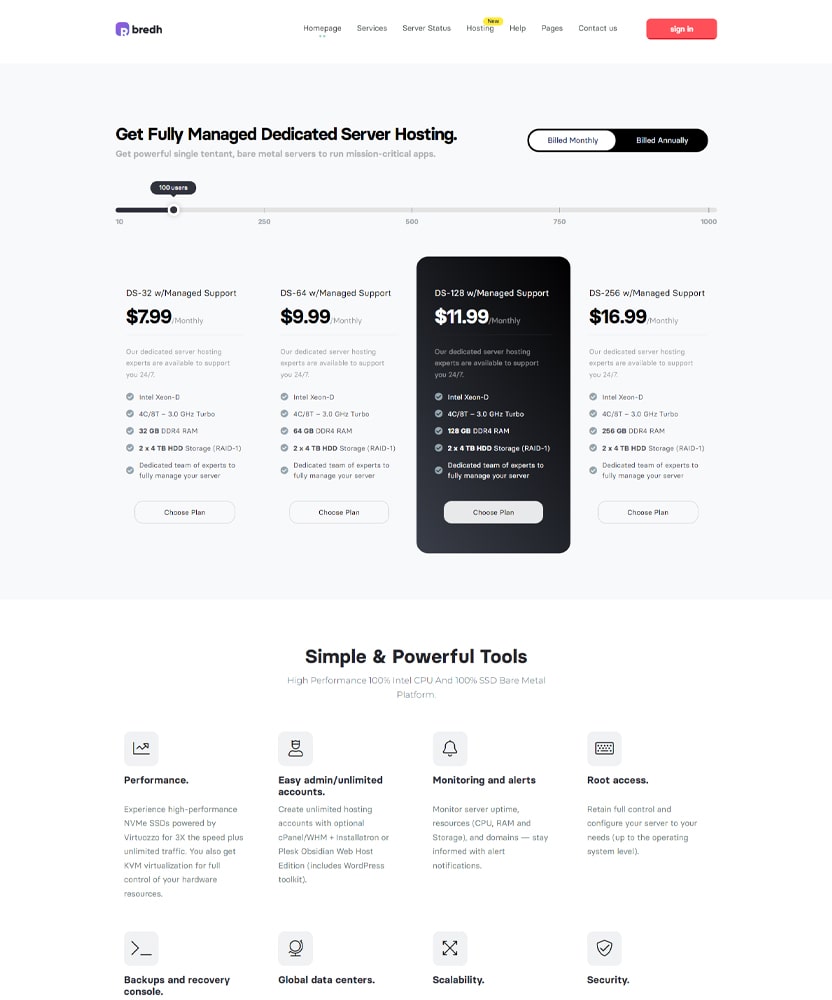 bredh
Homepage Services Server Status Hosting New Help Pages Contact us sign in
Get Fully Managed Dedicated Server Hosting.
Get powerful single tentant, bare metal servers to run mission-critical apps.
Billed Monthly Billed Annually
100 users
10 250 500 750 1000
DS-32 w/Managed Support
$7.99/Monthly
Our dedicated server hosting
experts are available to support
you 24/7.
Intel Xeon-D
4C/8T – 3.0 GHz Turbo
32 GB DDR4 RAM
2 x 4 TB HDD Storage (RAID-1)
Dedicated team of experts to
fully manage your server
Choose Plan
DS-64 w/Managed Support
$9.99/Monthly
Our dedicated server hosting
experts are available to support
you 24/7.
Intel Xeon-D
4C/8T – 3.0 GHz Turbo
64 GB DDR4 RAM
2 x 4 TB HDD Storage (RAID-1)
Dedicated team of experts to
fully manage your server
Choose Plan
DS-128 w/Managed Support
$11.99/Monthly
Our dedicated server hosting
experts are available to support
you 24/7.
Intel Xeon-D
4C/8T – 3.0 GHz Turbo
128 GB DDR4 RAM
2 x 4 TB HDD Storage (RAID-1)
Dedicated team of experts to
fully manage your server
Choose Plan
DS-256 w/Managed Support
$16.99/Monthly
Our dedicated server hosting
experts are available to support
you 24/7.
Intel Xeon-D
4C/8T – 3.0 GHz Turbo
256 GB DDR4 RAM
2 x 4 TB HDD Storage (RAID-1)
Dedicated team of experts to
fully manage your server
Choose Plan
Simple & Powerful Tools
High Performance 100% Intel CPU And 100% SSD Bare Metal
Platform.
Performance.
Experience high-performance
NVMe SSDs powered by
Virtuozzo for 3X the speed plus
unlimited traffic. You also get
KVM virtualization for full
control of your hardware
resources.
Easy admin/unlimited
accounts.
Create unlimited hosting
accounts with optional
cPanel/WHM + Installatron or
Plesk Obsidian Web Host
Edition (includes WordPress
toolkit).
Monitoring and alerts
Monitor server uptime,
resources (CPU, RAM and
Storage), and domains — stay
informed with alert
notifications.
Root access.
Retain full control and
configure your server to your
needs (up to the operating
system level).
Backups and recovery
console.
Global data centers.
Scalability.
Security.